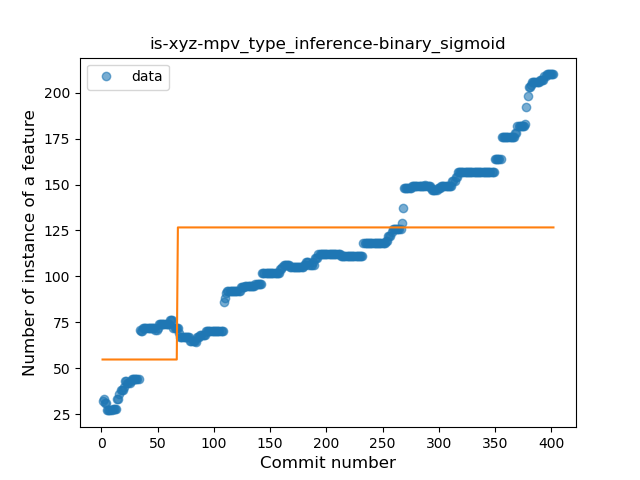 is-xyz-mpv_type_inference-binary_sigmoid
data
Number of instance of a feature
200
175
150
125
100
75
50
25
0 50 100 150 200 250 300 350 400
Commit number